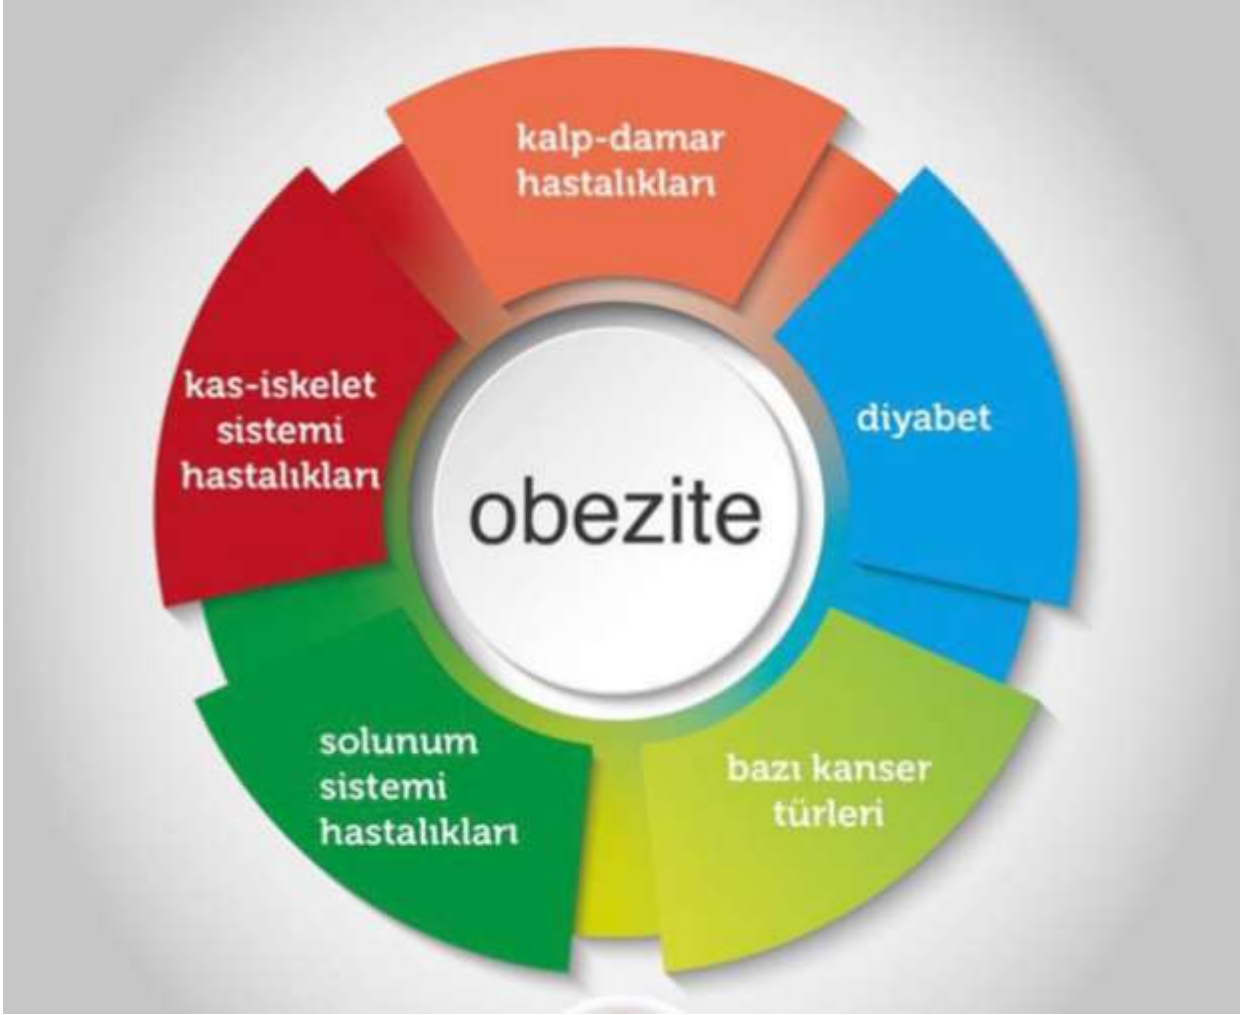 kalp-damar
hastalıkları
diyabet
bazı kanser
türleri
solunum
sistemi
hastalıkları
kas-iskelet
sistemi
hastalıkları
obezite